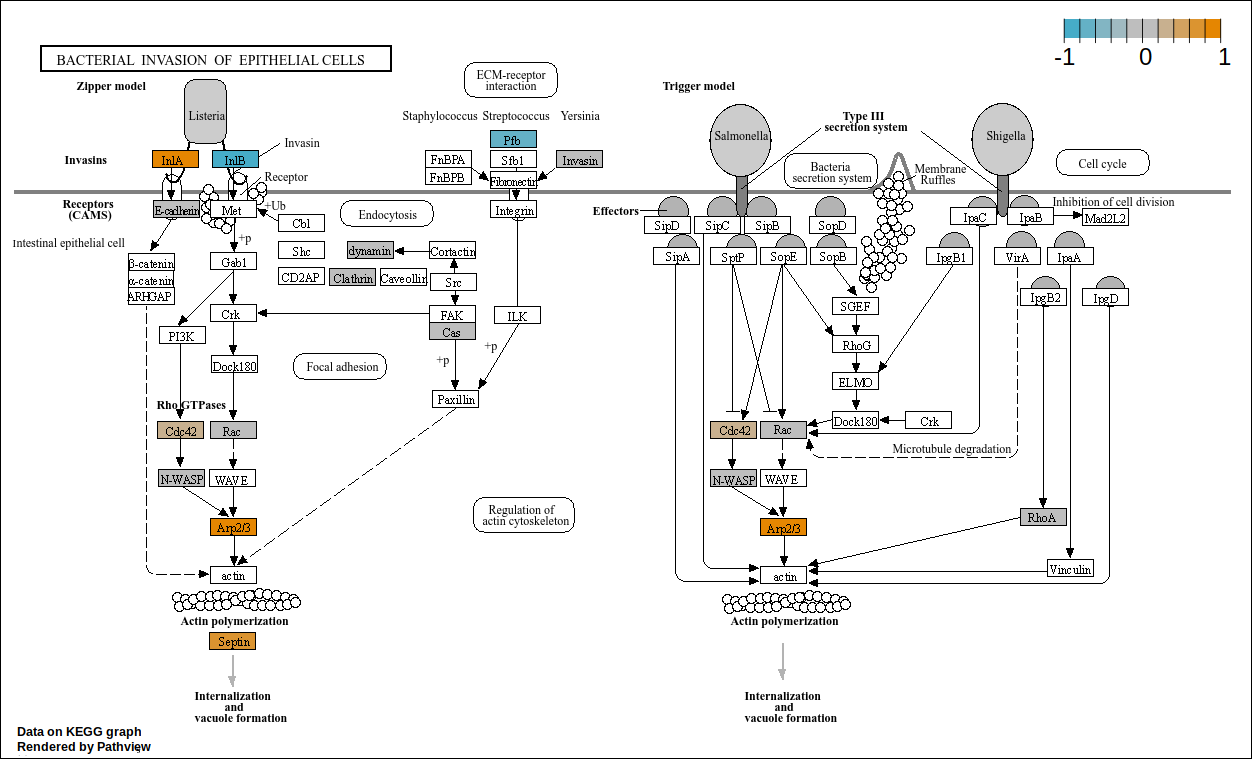 -1 0 1
BACTERIAL INVASION OF EPITHELIAL CELLS
Zipper model
Listeria
Invasin
Invasins
InlA
InlB
Receptor
Receptors
(CAMS)
E-cadherin
Met
+Ub
Cbl
Intestinal epithelial cell
+p
Shc
β-catenin
α-catenin
ARHGAP
Gab1
CD2AP
Clathrin
Caveollin
Endocytosis
dynamin
Cortactin
Src
FAK
Cas
Crk
PI3K
Dock180
Focal adhesion
+p
+p
Paxillin
ILK
ECM-receptor
interaction
Staphylococcus
Streptococcus
Yersinia
Pfb
FnBPA
FnBPB
Sfb1
Invasin
Fibronectin
Integrin
Rho GTPases
Cdc42
Rac
N-WASP
WAVE
Arp2/3
actin
Regulation of
actin cytoskeleton
Actin polymerization
Septin
Internalization
and
vacuole formation
Trigger model
Salmonella
Type III
secretion system
Shigella
Bacteria
secretion system
Membrane
Ruffles
Cell cycle
Inhibition of cell division
Effectors
SipD
SipC
SipB
SopD
IpaC
IpaB
Mad2L2
SipA
SptP
SopE
SopB
IpgB1
VirA
IpaA
IpgB2
IpgD
SGEF
RhoG
ELMO
Dock180
Crk
Cdc42
Rac
Microtubule degradation
N-WASP
WAVE
Arp2/3
RhoA
actin
Vinculin
Actin polymerization
Internalization
and
vacuole formation
Data on KEGG graph
Rendered by Pathview